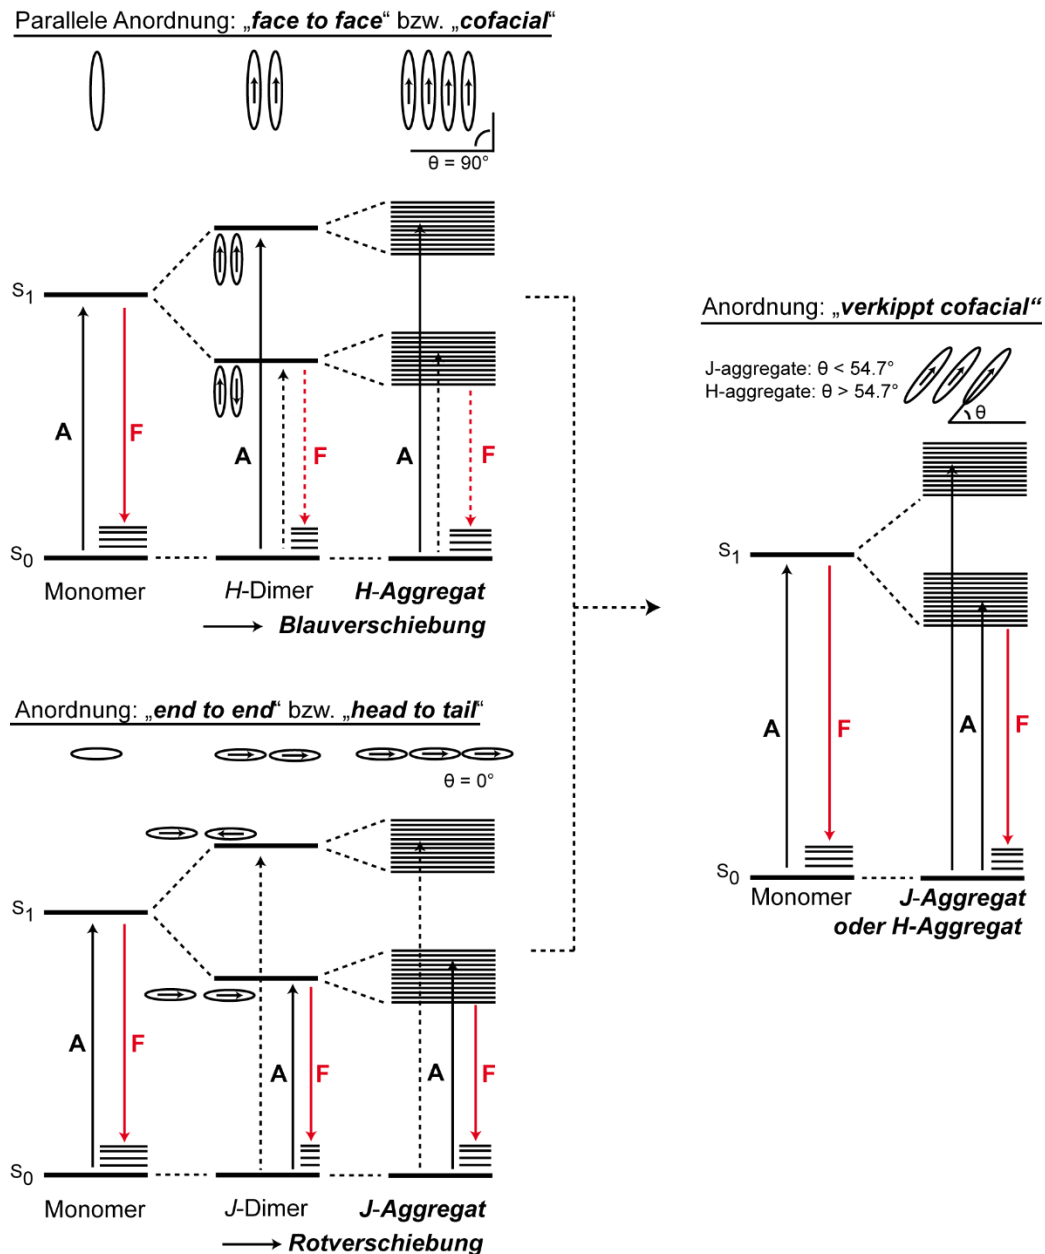 Parallele Anordnung: „face to face“ bzw. „cofacial“
θ = 90°
S1
A
F
A
F
A
F
S0
Monomer
H-Dimer
H-Aggregat
Blauverschiebung
Anordnung: „end to end“ bzw. „head to tail“
θ = 0°
S1
A
F
A
F
A
F
S0
Monomer
J-Dimer
J-Aggregat
Rotverschiebung
Anordnung: „verkippt cofacial“
J-aggregate: θ < 54.7°
H-aggregate: θ > 54.7°
θ
S1
A
F
A
F
S0
Monomer
J-Aggregat
oder H-Aggregat